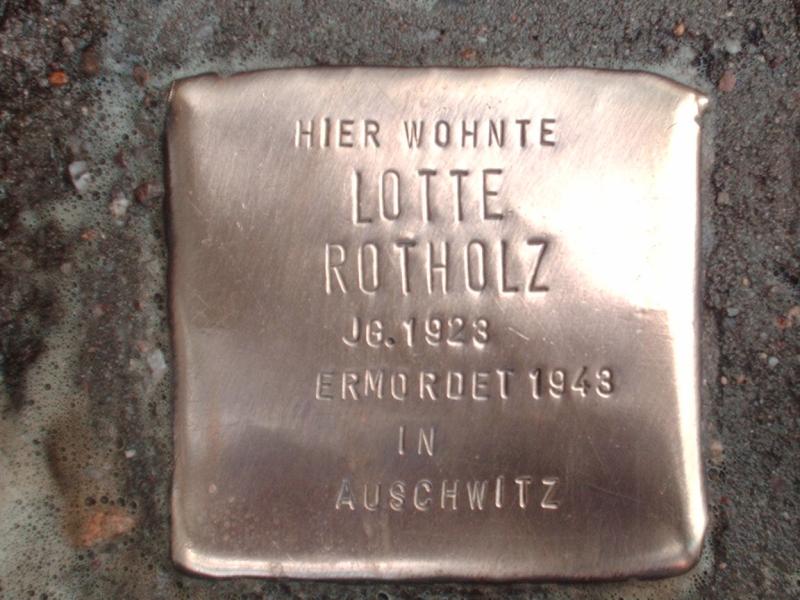 HIER WOHNTE
LOTTE
ROTHOLZ
JG. 1923
ERMORDET 1943
IN
AUSCHWITZ